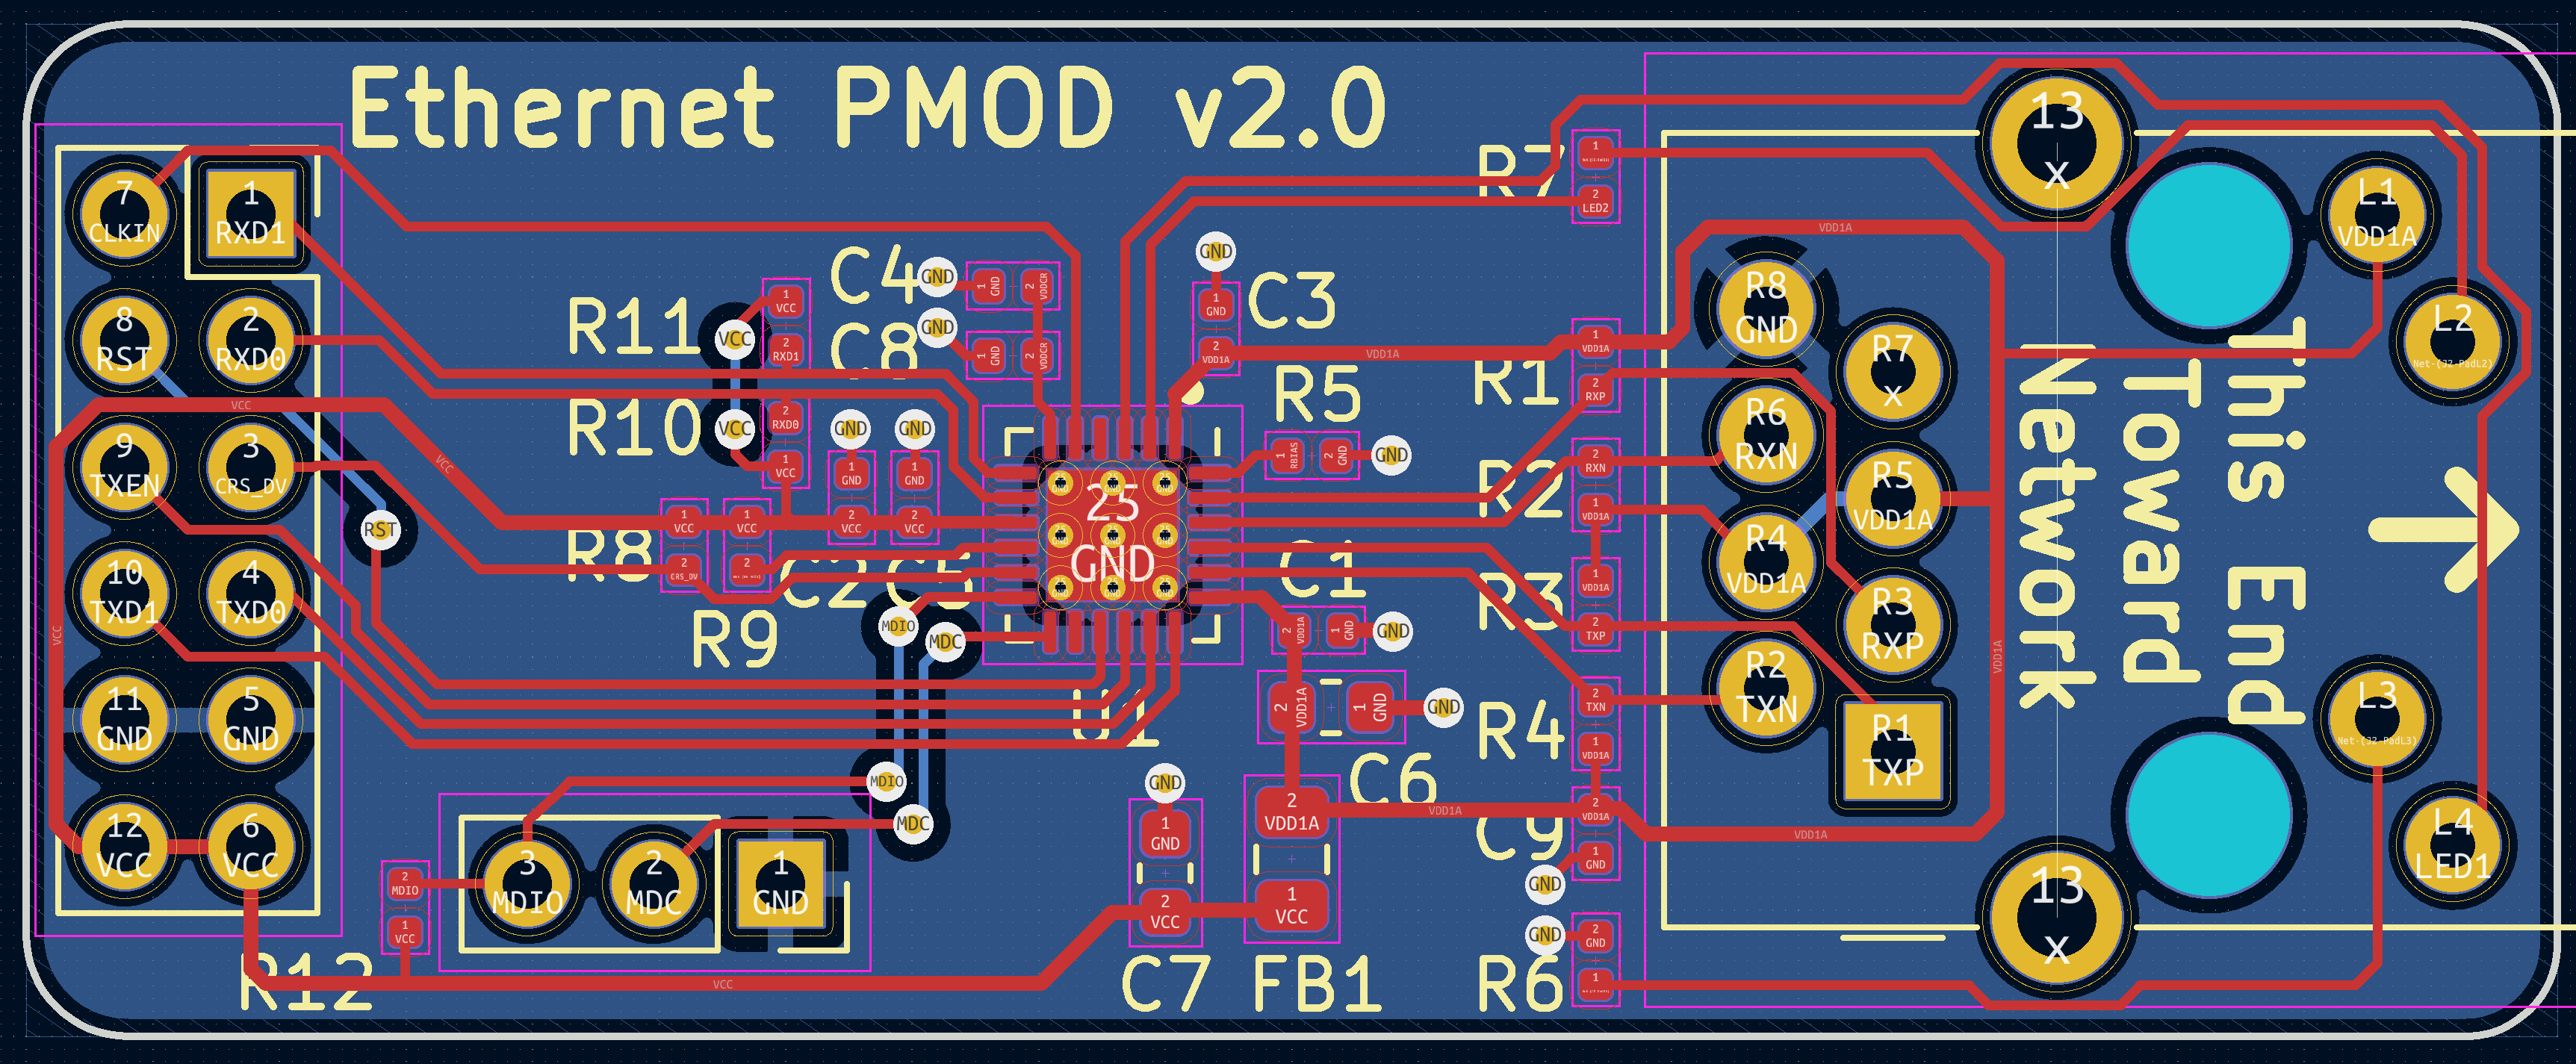 Ethernet PMOD v2.0
7
CLKIN
1
RXD1
8
RST
2
RXD0
9
TXEN
3
CRS_DV
10
TXD1
4
TXD0
11
GND
5
GND
12
VCC
6
VCC
VCC
VCC
VCC
RST
R11
R10
R8
R9
R12
VCC
VCC
1
VCC
2
RXD1
2
RXD0
1
VCC
1
VCC
2
CRS_DV
1
VCC
2
C4
C8
GND
GND
1
GND
2
VDDCR
1
GND
2
VDDCR
GND
GND
1
GND
2
VCC
1
GND
2
VCC
C2
C5
MDIO
MDC
MDIO
MDC
2
MDIO
1
VCC
3
MDIO
2
MDC
1
GND
VCC
25
GND
GND
GND
GND
GND
GND
GND
GND
GND
GND
U1
GND
1
GND
2
VDD1A
C3
VDD1A
R5
1
RBIAS
2
GND
GND
C1
2
VDD1A
1
GND
GND
2
VDD1A
1
GND
GND
C6
GND
1
GND
2
VCC
C7
2
VDD1A
1
VCC
FB1
VDD1A
R7
1
2
LED2
R1
1
VDD1A
2
RXP
R2
2
RXN
1
VDD1A
R3
1
VDD1A
2
TXP
R4
2
TXN
1
VDD1A
C9
2
VDD1A
1
GND
GND
R6
GND
2
GND
1
VDD1A
VDD1A
VDD1A
R8
GND
R7
x
R6
RXN
R5
VDD1A
R4
VDD1A
R3
RXP
R2
TXN
R1
TXP
13
x
13
x
L1
VDD1A
L2
Net-(J2-PadL2)
L3
Net-(J2-PadL3)
L4
LED1
This End
Toward
Network